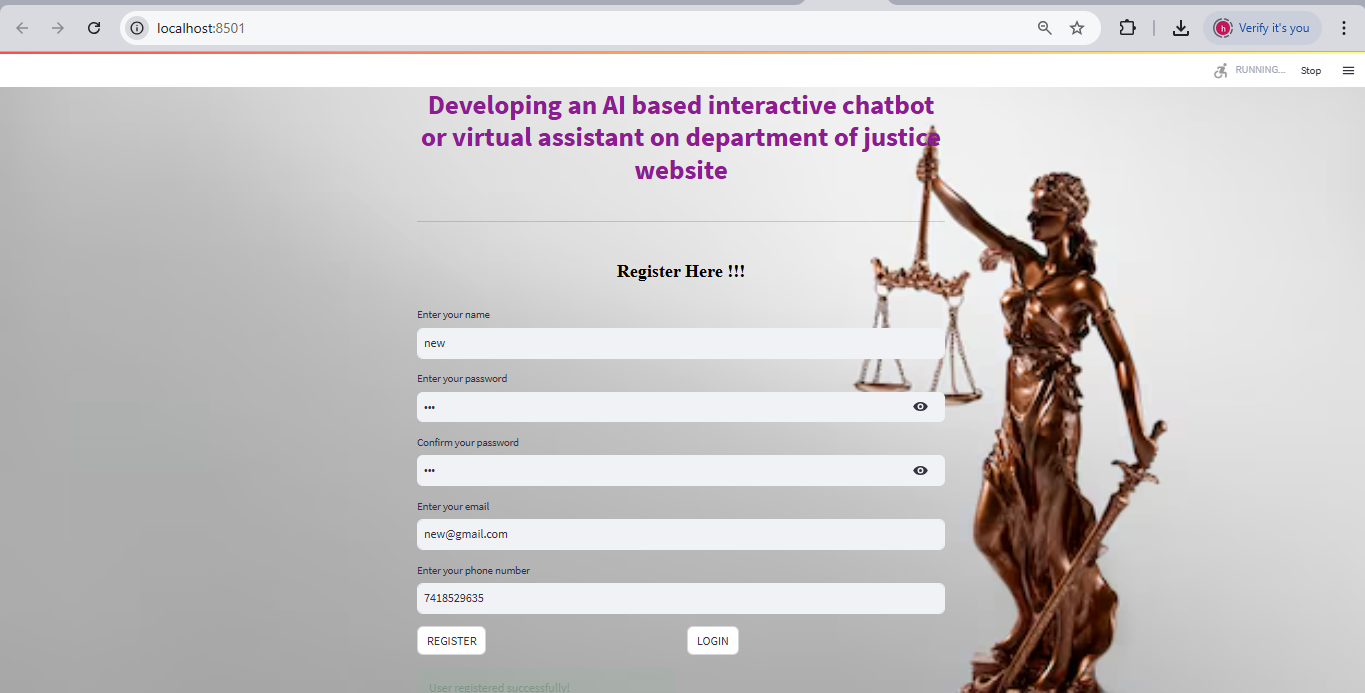 localhost:8501
h
Verify it's you
RUNNING...
Stop
Developing an AI based interactive chatbot
or virtual assistant on department of justice
website
Register Here !!!
Enter your name
new
Enter your password
•••
Confirm your password
•••
Enter your email
new@gmail.com
Enter your phone number
7418529635
REGISTER
LOGIN
User registered successfully!